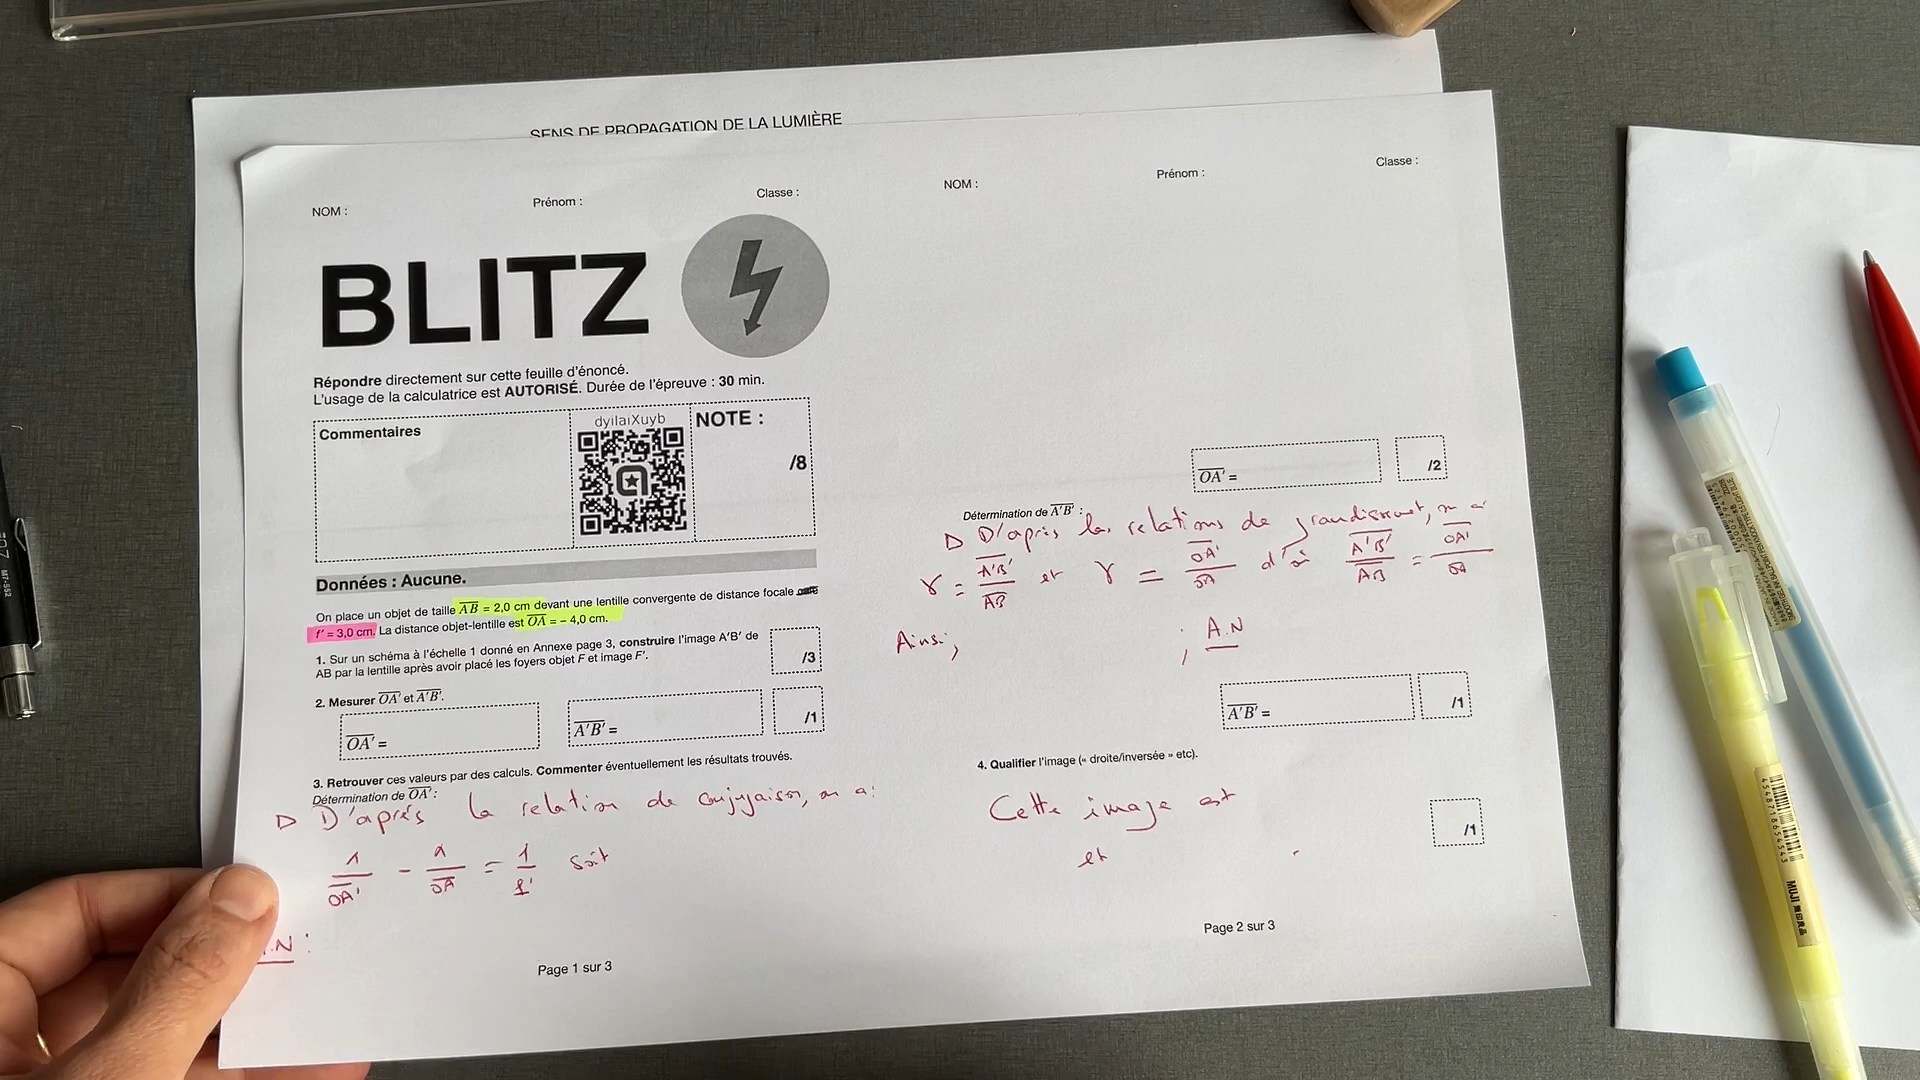 SENS DE PROPAGATION DE LA LUMIÈRE
NOM :
Prénom :
Classe :
BLITZ
Répondre directement sur cette feuille d'énoncé.
L'usage de la calculatrice est AUTORISÉ. Durée de l'épreuve : 30 min.
Commentaires
dyilaiXuyb
NOTE :
/8
Données : Aucune.
On place un objet de taille AB = 2,0 cm devant une lentille convergente de distance focale
f' = 3,0 cm. La distance objet-lentille est OA = – 4,0 cm.
1. Sur un schéma à l'échelle 1 donné en Annexe page 3, construire l'image A'B' de
AB par la lentille après avoir placé les foyers objet F et image F'.
/3
2. Mesurer OA' et A'B'.
OA' =
A'B' =
/1
3. Retrouver ces valeurs par des calculs. Commenter éventuellement les résultats trouvés.
Détermination de OA' :
D'après la relation de conjugaison, on a :
1/OA' - 1/OA = 1/f' soit
.N :
Page 1 sur 3
NOM :
Prénom :
Classe :
OA' =
/2
Détermination de A'B' :
D'après les relations de grandissement, on a
γ = A'B'/AB et γ = OA'/OA d'où A'B'/AB = OA'/OA
Ainsi, ; A.N
A'B' =
/1
4. Qualifier l'image (« droite/inversée » etc).
Cette image est
et .
/1
Page 2 sur 3
MUJI 無印良品
4548718654543